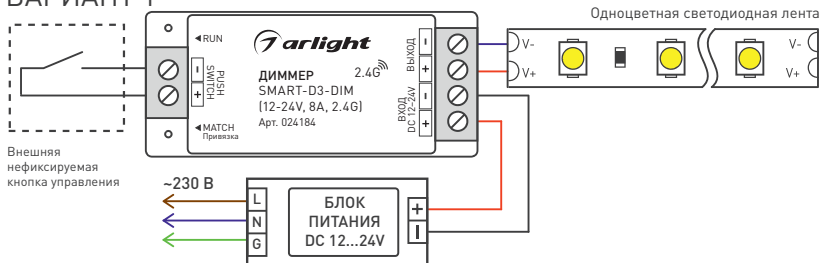 ВАРИАНТ 1
Одноцветная светодиодная лента
RUN
arlight
ДИММЕР
2.4G
SMART-D3-DIM
(12-24V, 8A, 2.4G)
Арт. 024184
MATCH
Привязка
PUSH
SWITCH
-
+
ВЫХОД
-
+
ВХОД
DC 12-24V
-
+
V-
V+
V-
V+
Внешняя
нефиксируемая
кнопка управления
~230 В
L
N
G
БЛОК
ПИТАНИЯ
DC 12...24V
+
-